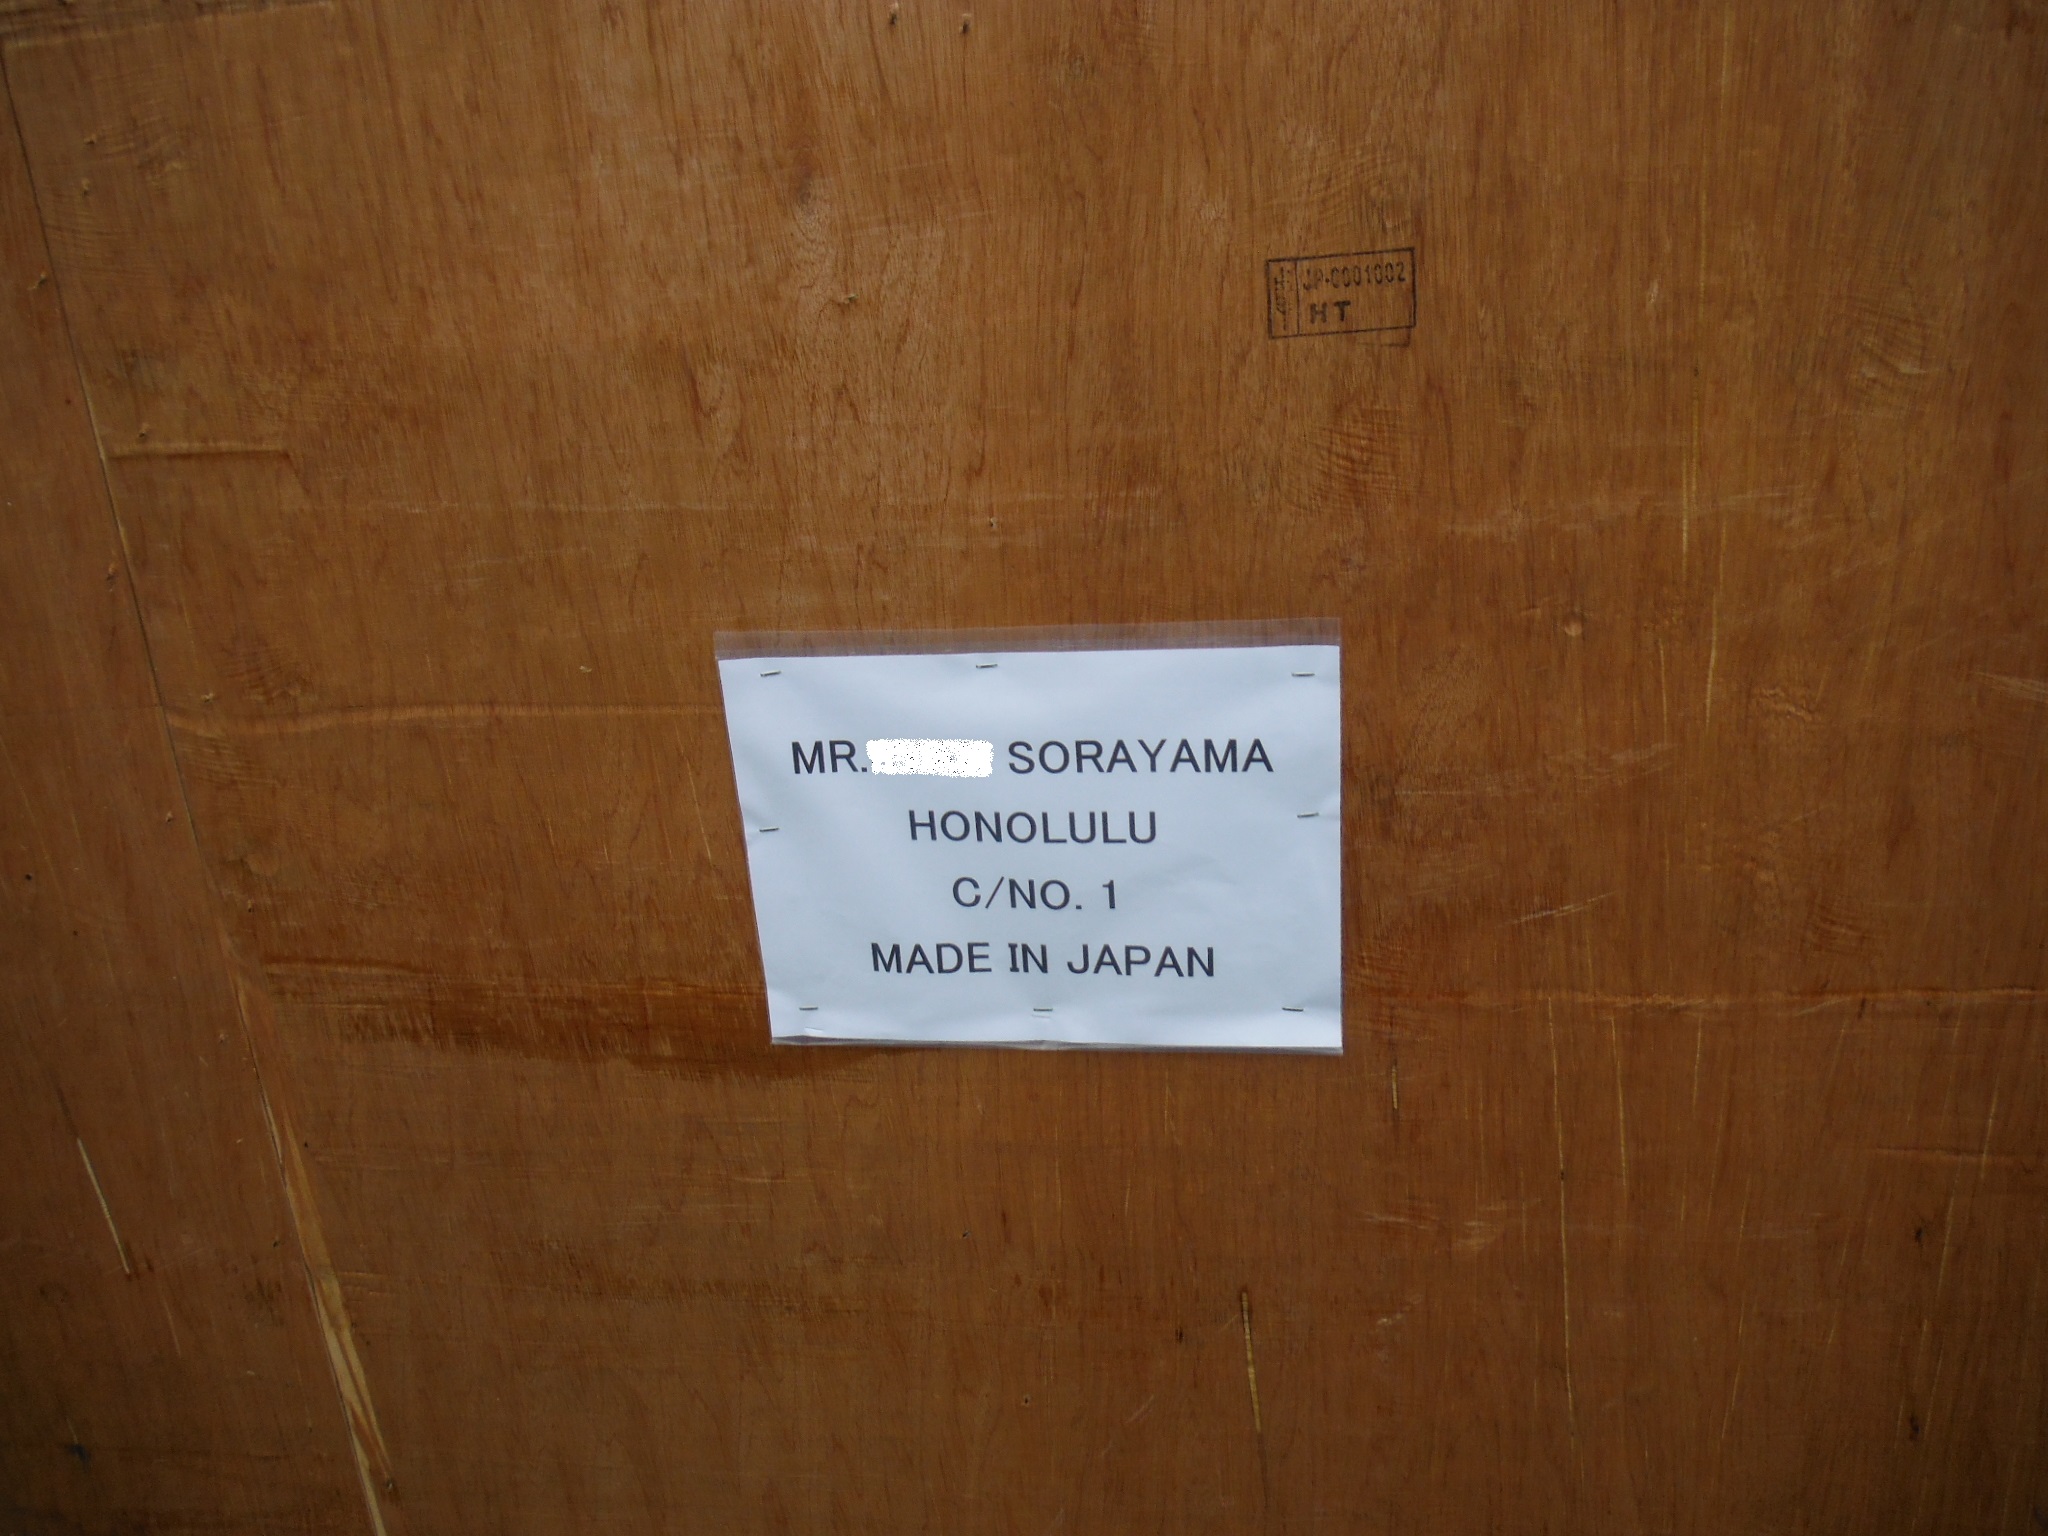 JP-0001002
HT
MR. SORAYAMA
HONOLULU
C/NO. 1
MADE IN JAPAN